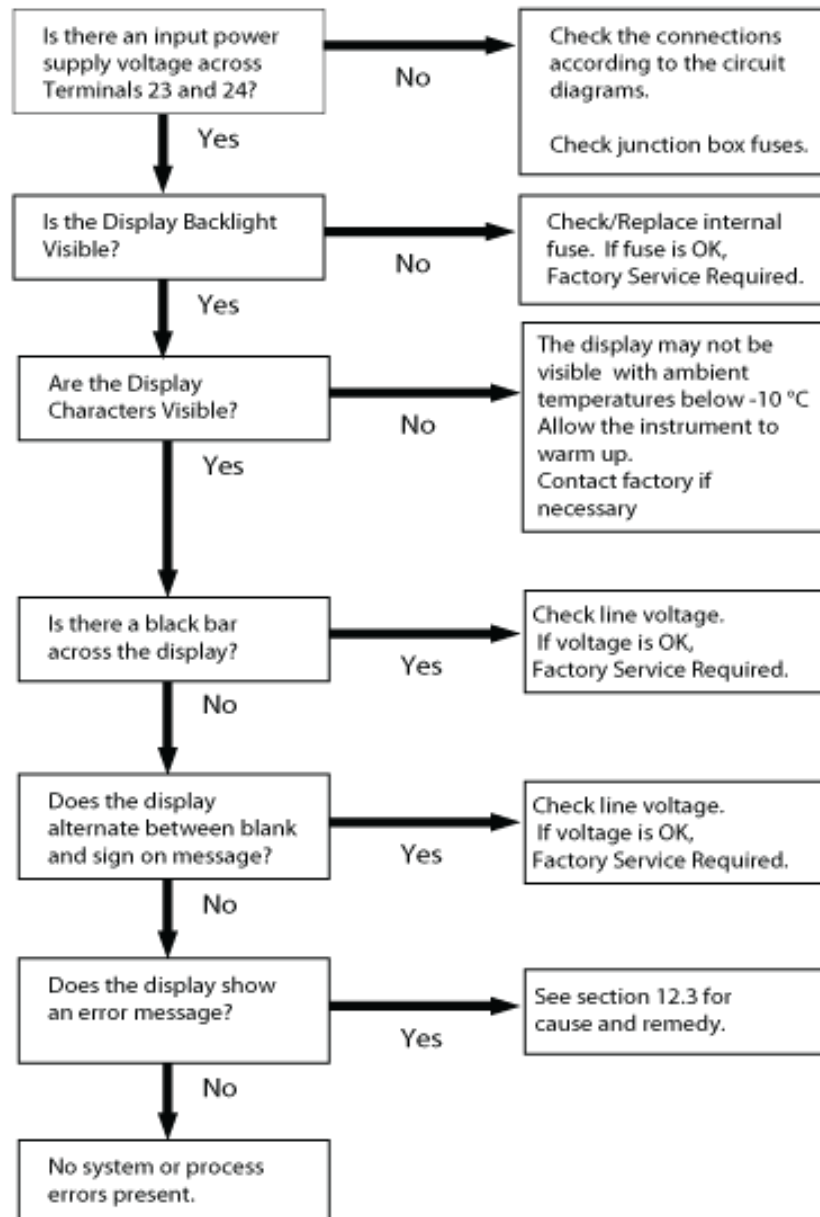 Is there an input power
supply voltage across
Terminals 23 and 24?
No
Check the connections
according to the circuit
diagrams.
Check junction box fuses.
Yes
Is the Display Backlight
Visible?
No
Check/Replace internal
fuse. If fuse is OK,
Factory Service Required.
Yes
Are the Display
Characters Visible?
No
The display may not be
visible with ambient
temperatures below -10 °C
Allow the instrument to
warm up.
Contact factory if
necessary
Yes
Is there a black bar
across the display?
Yes
Check line voltage.
If voltage is OK,
Factory Service Required.
No
Does the display
alternate between blank
and sign on message?
Yes
Check line voltage.
If voltage is OK,
Factory Service Required.
No
Does the display show
an error message?
Yes
See section 12.3 for
cause and remedy.
No
No system or process
errors present.